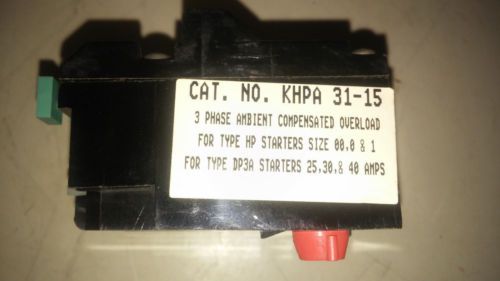 CAT. NO. KHPA 31-15
3 PHASE AMBIENT COMPENSATED OVERLOAD
FOR TYPE HP STARTERS SIZE 00,0 & 1
FOR TYPE DP3A STARTERS 25,30,& 40 AMPS